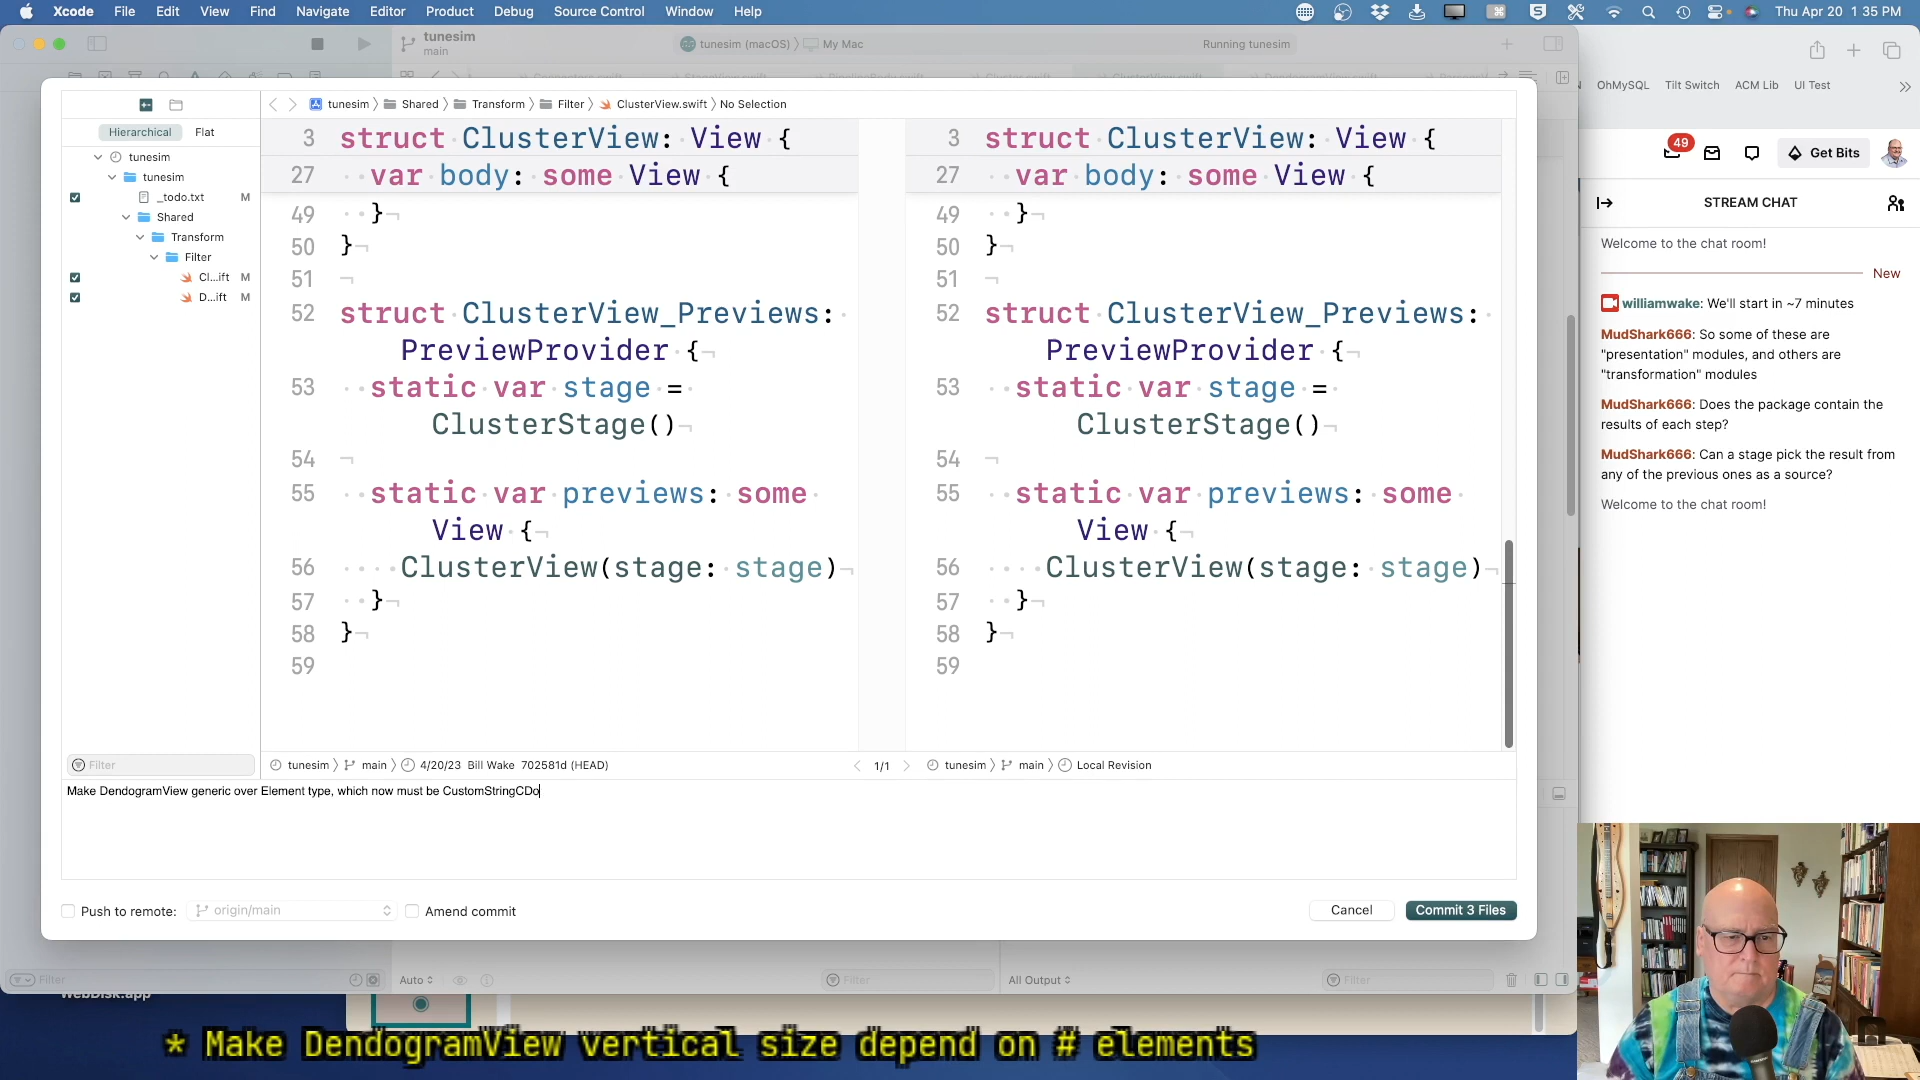 Xcode File Edit View Find Navigate Editor Product Debug Source Control Window Help
Thu Apr 20 1 35 PM
tunesim
main
tunesim (macOS) My Mac
Running tunesim
OhMySQL Tilt Switch ACM Lib UI Test
tunesim Shared Transform Filter ClusterView.swift No Selection
Hierarchical Flat
tunesim
tunesim
_todo.txt M
Shared
Transform
Filter
Cl...ift M
D...ift M
Filter
3 struct ClusterView: View {
27 var body: some View {
49 }
50 }
51
52 struct ClusterView_Previews:
PreviewProvider {
53 static var stage =
ClusterStage()
54
55 static var previews: some
View {
56 ClusterView(stage: stage)
57 }
58 }
59
3 struct ClusterView: View {
27 var body: some View {
49 }
50 }
51
52 struct ClusterView_Previews:
PreviewProvider {
53 static var stage =
ClusterStage()
54
55 static var previews: some
View {
56 ClusterView(stage: stage)
57 }
58 }
59
tunesim main 4/20/23 Bill Wake 702581d (HEAD)
1/1
tunesim main Local Revision
Make DendogramView generic over Element type, which now must be CustomStringCDo
Push to remote: origin/main Amend commit
Cancel Commit 3 Files
Filter Auto Filter All Output Filter
WebDisk.app
* Make DendogramView vertical size depend on # elements
49
Get Bits
STREAM CHAT
Welcome to the chat room!
New
williamwake: We'll start in ~7 minutes
MudShark666: So some of these are
"presentation" modules, and others are
"transformation" modules
MudShark666: Does the package contain the
results of each step?
MudShark666: Can a stage pick the result from
any of the previous ones as a source?
Welcome to the chat room!